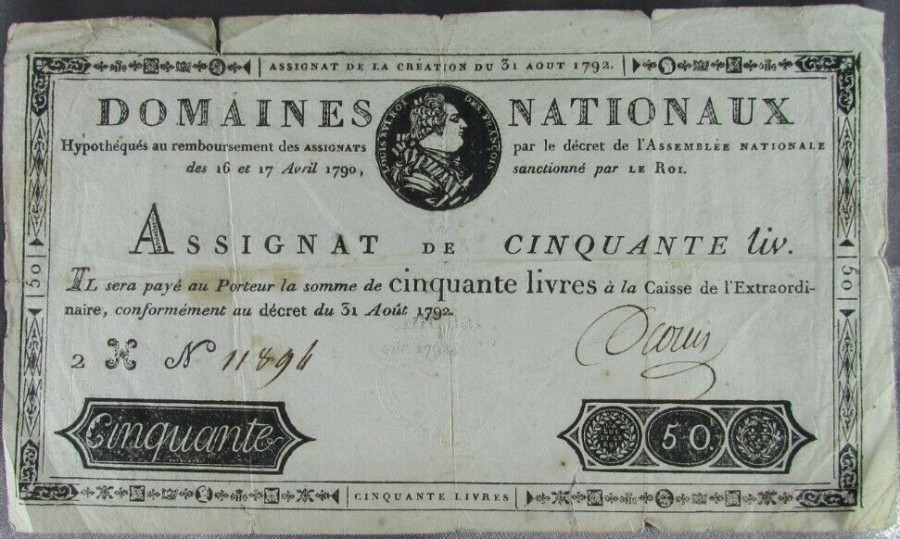 ASSIGNAT DE LA CRÉATION DU 31 AOUT 1792.
DOMAINES NATIONAUX
LOUIS XVI ROI DES FRANÇOIS
Hypothéqués au remboursement des ASSIGNATS par le décret de l'ASSEMBLÉE NATIONALE
des 16 et 17 Avril 1790, sanctionné par LE ROI.
ASSIGNAT DE CINQUANTE liv.
IL sera payé au Porteur la somme de cinquante livres à la Caisse de l'Extraordi-
naire, conformément au décret du 31 Août 1792.
50
50
1792
2 H N 11894
Cinquante
50.
CINQUANTE LIVRES